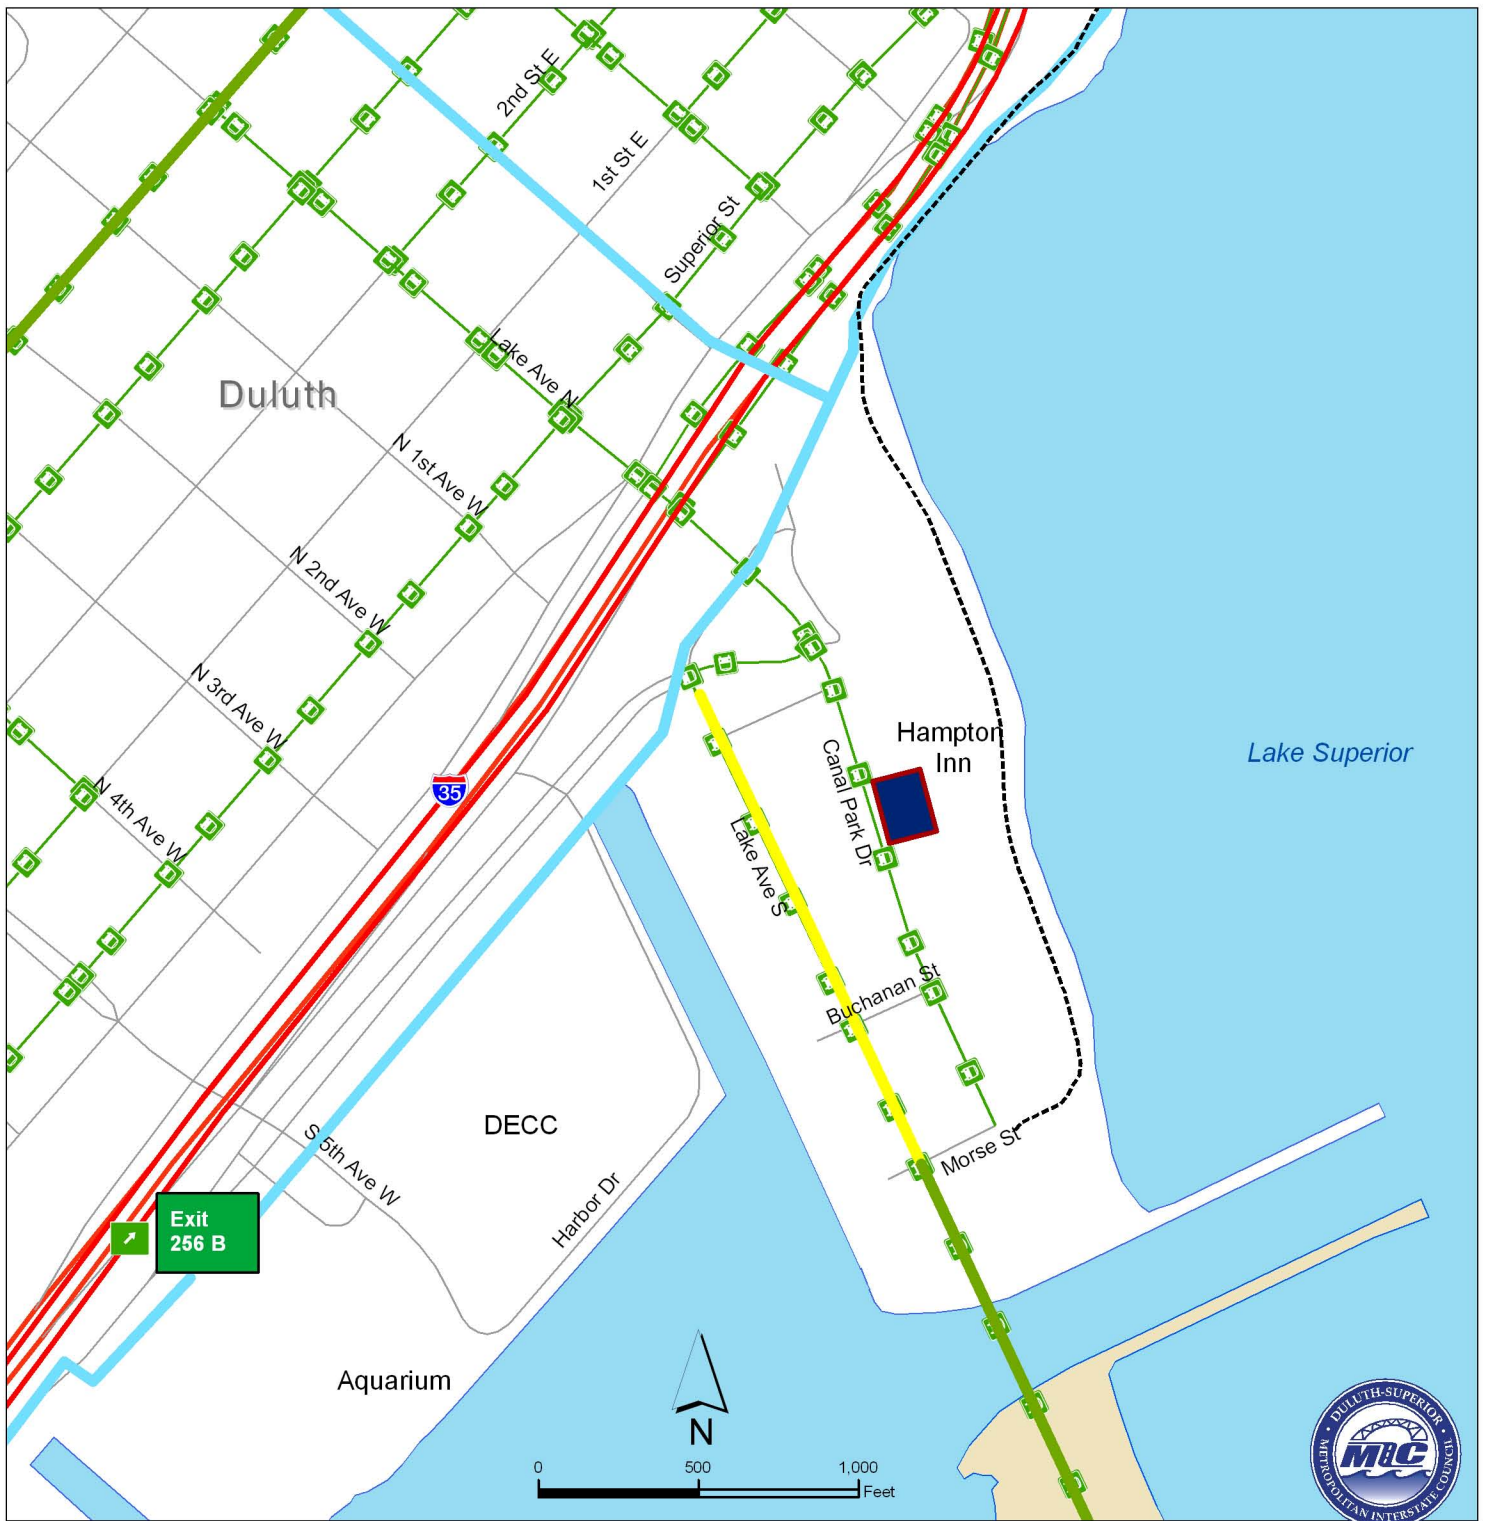 2nd St E
1st St E
Superior St
Lake Ave N
Duluth
N 1st Ave W
N 2nd Ave W
N 3rd Ave W
N 4th Ave W
35
Hampton
Inn
Lake Superior
Canal Park Dr
Lake Ave S
Buchanan St
Morse St
DECC
S 5th Ave W
Harbor Dr
Exit
256 B
Aquarium
N
0 500 1,000
Feet
DULUTH-SUPERIOR
MIC
METROPOLITAN INTERSTATE COUNCIL